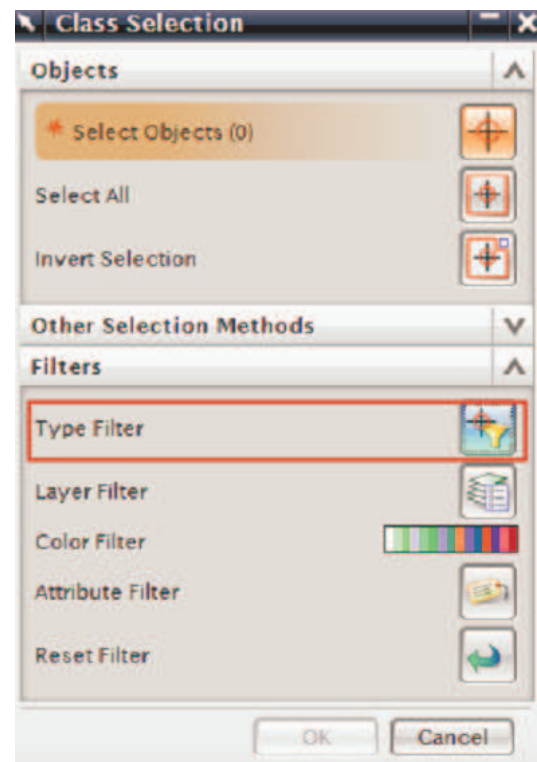 Class Selection
Objects
* Select Objects (0)
Select All
Invert Selection
Other Selection Methods
Filters
Type Filter
Layer Filter
Color Filter
Attribute Filter
Reset Filter
OK Cancel